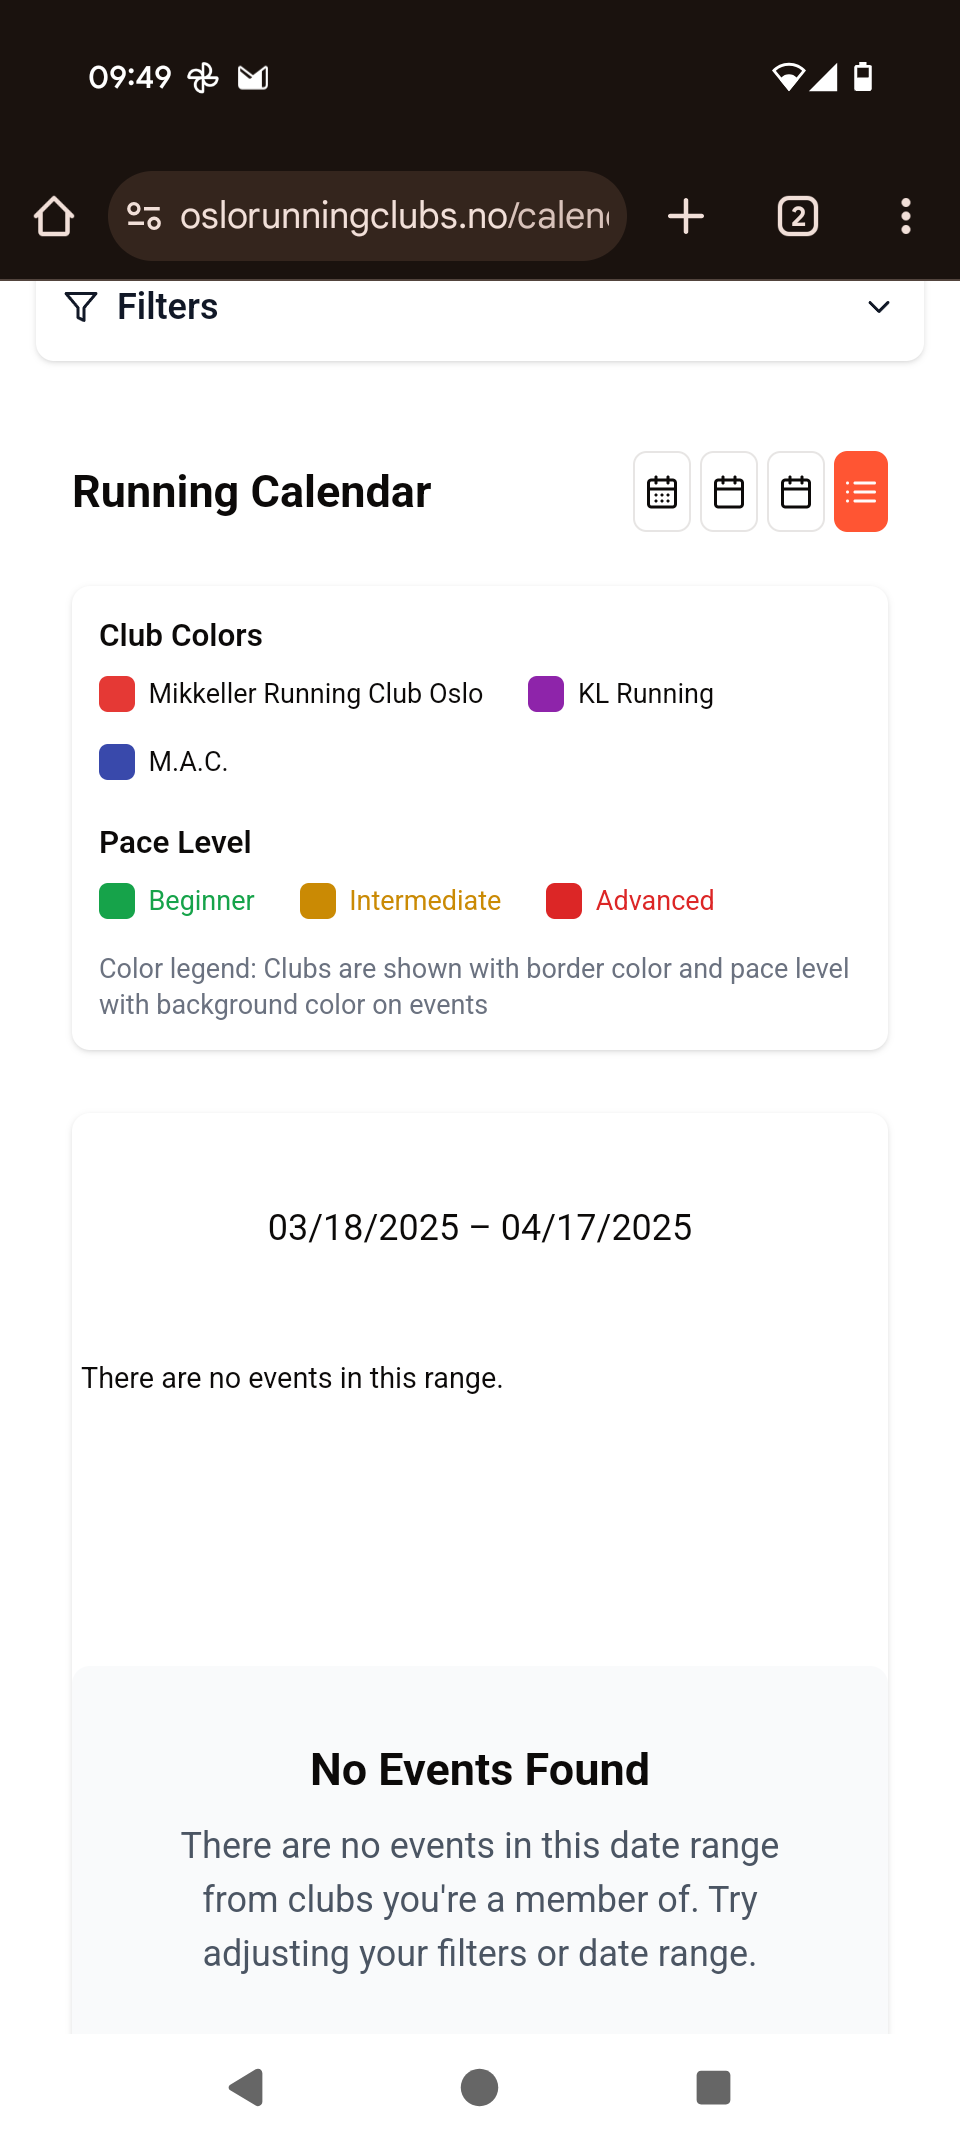 09:49
oslorunningclubs.no/calen
2
Filters
Running Calendar
Club Colors
Mikkeller Running Club Oslo
KL Running
M.A.C.
Pace Level
Beginner
Intermediate
Advanced
Color legend: Clubs are shown with border color and pace level
with background color on events
03/18/2025 – 04/17/2025
There are no events in this range.
No Events Found
There are no events in this date range
from clubs you're a member of. Try
adjusting your filters or date range.